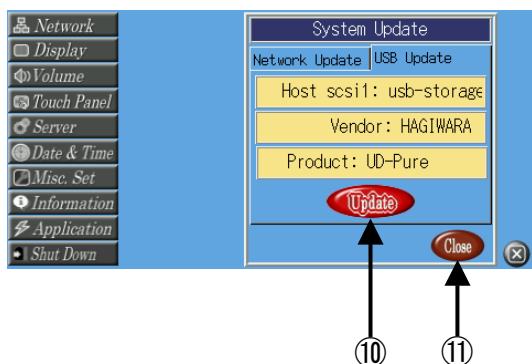 Network
Display
Volume
Touch Panel
Server
Date & Time
Misc. Set
Information
Application
Shut Down
System Update
Network Update USB Update
Host scsi1: usb-storage
Vendor: HAGIWARA
Product: UD-Pure
Update
Close
⑩ ⑪